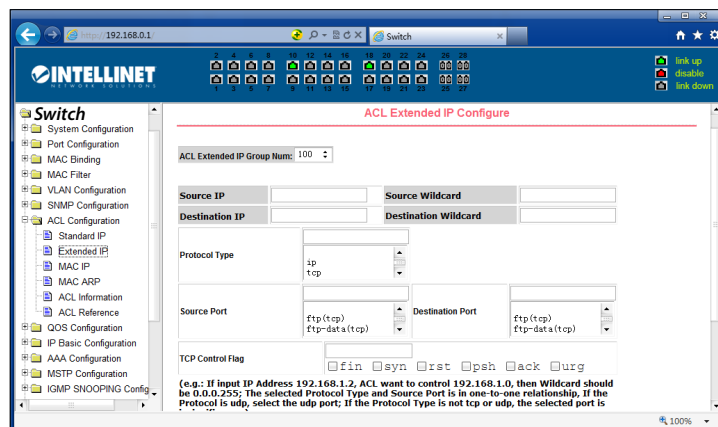 http://192.168.0.1/
Switch
INTELLINET
NETWORK SOLUTIONS
2 4 6 8 10 12 14 16 18 20 22 24 26 28
1 3 5 7 9 11 13 15 17 19 21 23 25 27
link up
disable
link down
Switch
System Configuration
Port Configuration
MAC Binding
MAC Filter
VLAN Configuration
SNMP Configuration
ACL Configuration
Standard IP
Extended IP
MAC IP
MAC ARP
ACL Information
ACL Reference
QOS Configuration
IP Basic Configuration
AAA Configuration
MSTP Configuration
IGMP SNOOPING Config
ACL Extended IP Configure
ACL Extended IP Group Num: 100
Source IP Source Wildcard
Destination IP Destination Wildcard
Protocol Type
ip
tcp
Source Port
ftp(tcp)
ftp-data(tcp)
Destination Port
ftp(tcp)
ftp-data(tcp)
TCP Control Flag
fin syn rst psh ack urg
(e.g.: If input IP Address 192.168.1.2, ACL want to control 192.168.1.0, then Wildcard should
be 0.0.0.255; The selected Protocol Type and Source Port is in one-to-one relationship, If the
Protocol is udp, select the udp port; If the Protocol Type is not tcp or udp, the selected port is
100%